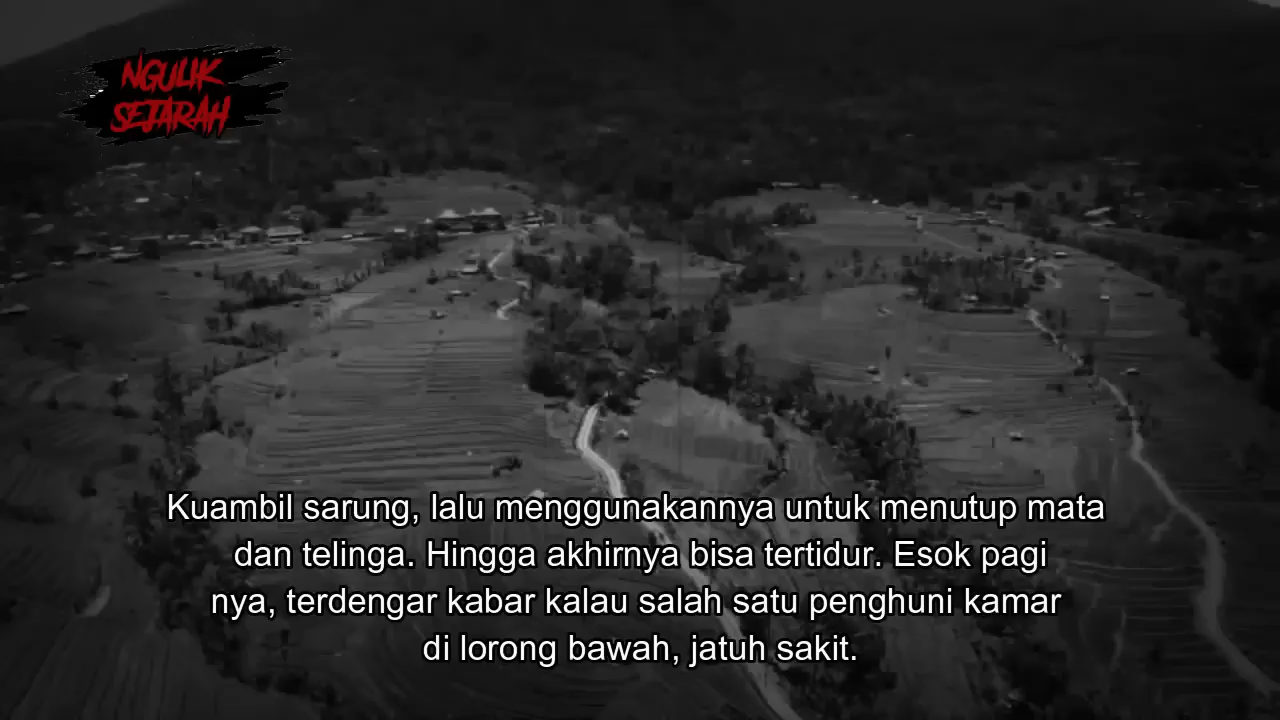 NGULIK
SEJARAH
Kuambil sarung, lalu menggunakannya untuk menutup mata
dan telinga. Hingga akhirnya bisa tertidur. Esok pagi
nya, terdengar kabar kalau salah satu penghuni kamar
di lorong bawah, jatuh sakit.